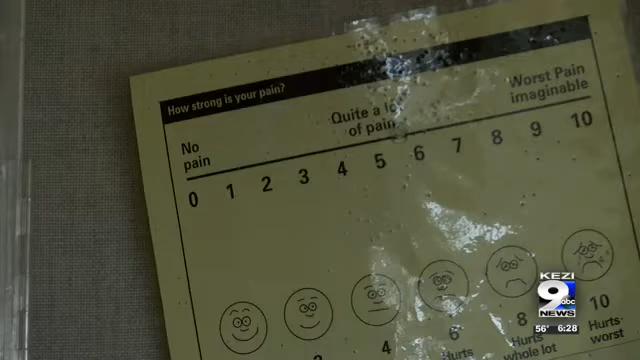 How strong is your pain?
No
pain
Quite a lo
of pain
Worst Pain
imaginable
0 1 2 3 4 5 6 7 8 9 10
4 6 8 10
Hurts
Hurts
whole lot
Hurts
worst
KEZI
9 abc
NEWS
56° 6:28